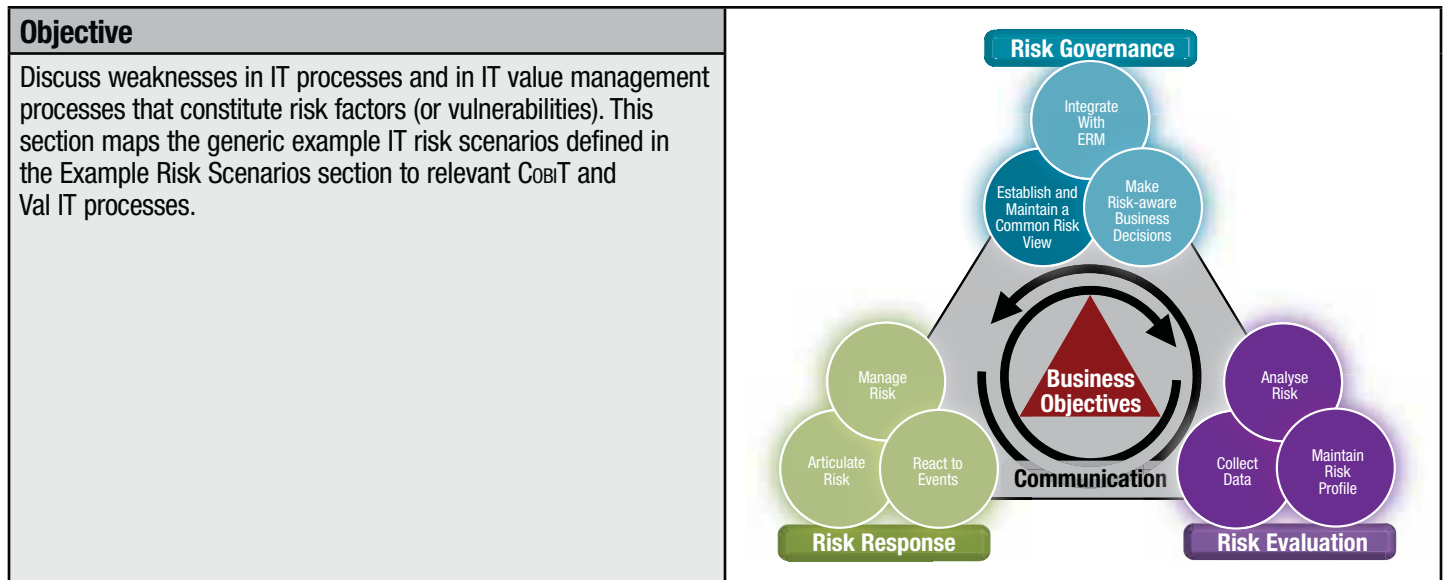 Objective
Discuss weaknesses in IT processes and in IT value management
processes that constitute risk factors (or vulnerabilities). This
section maps the generic example IT risk scenarios defined in
the Example Risk Scenarios section to relevant COBIT and
Val IT processes.
Risk Governance
Integrate
With
ERM
Establish and
Maintain a
Common Risk
View
Make
Risk-aware
Business
Decisions
Business
Objectives
Manage
Risk
Articulate
Risk
React to
Events
Communication
Analyse
Risk
Collect
Data
Maintain
Risk
Profile
Risk Response
Risk Evaluation